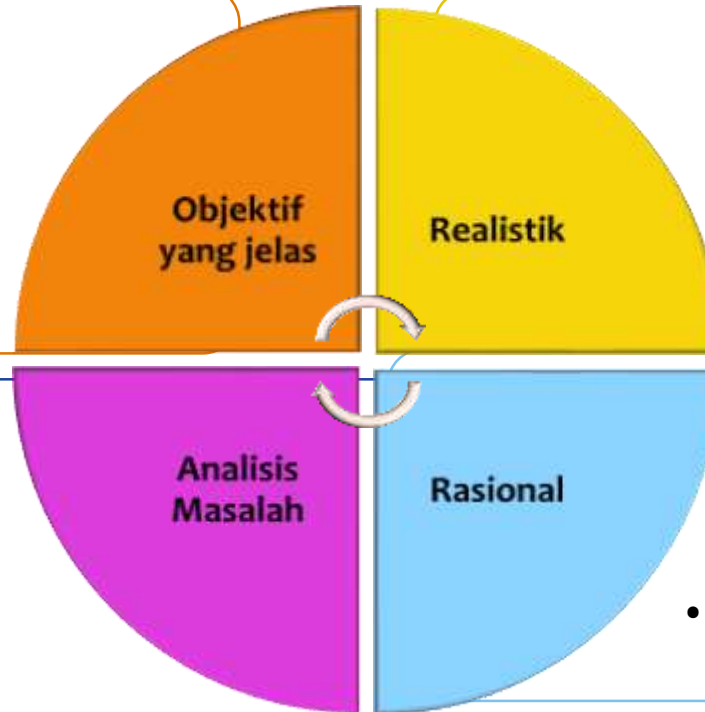 Objektif
yang jelas
Realistik
Analisis
Masalah
Rasional
•